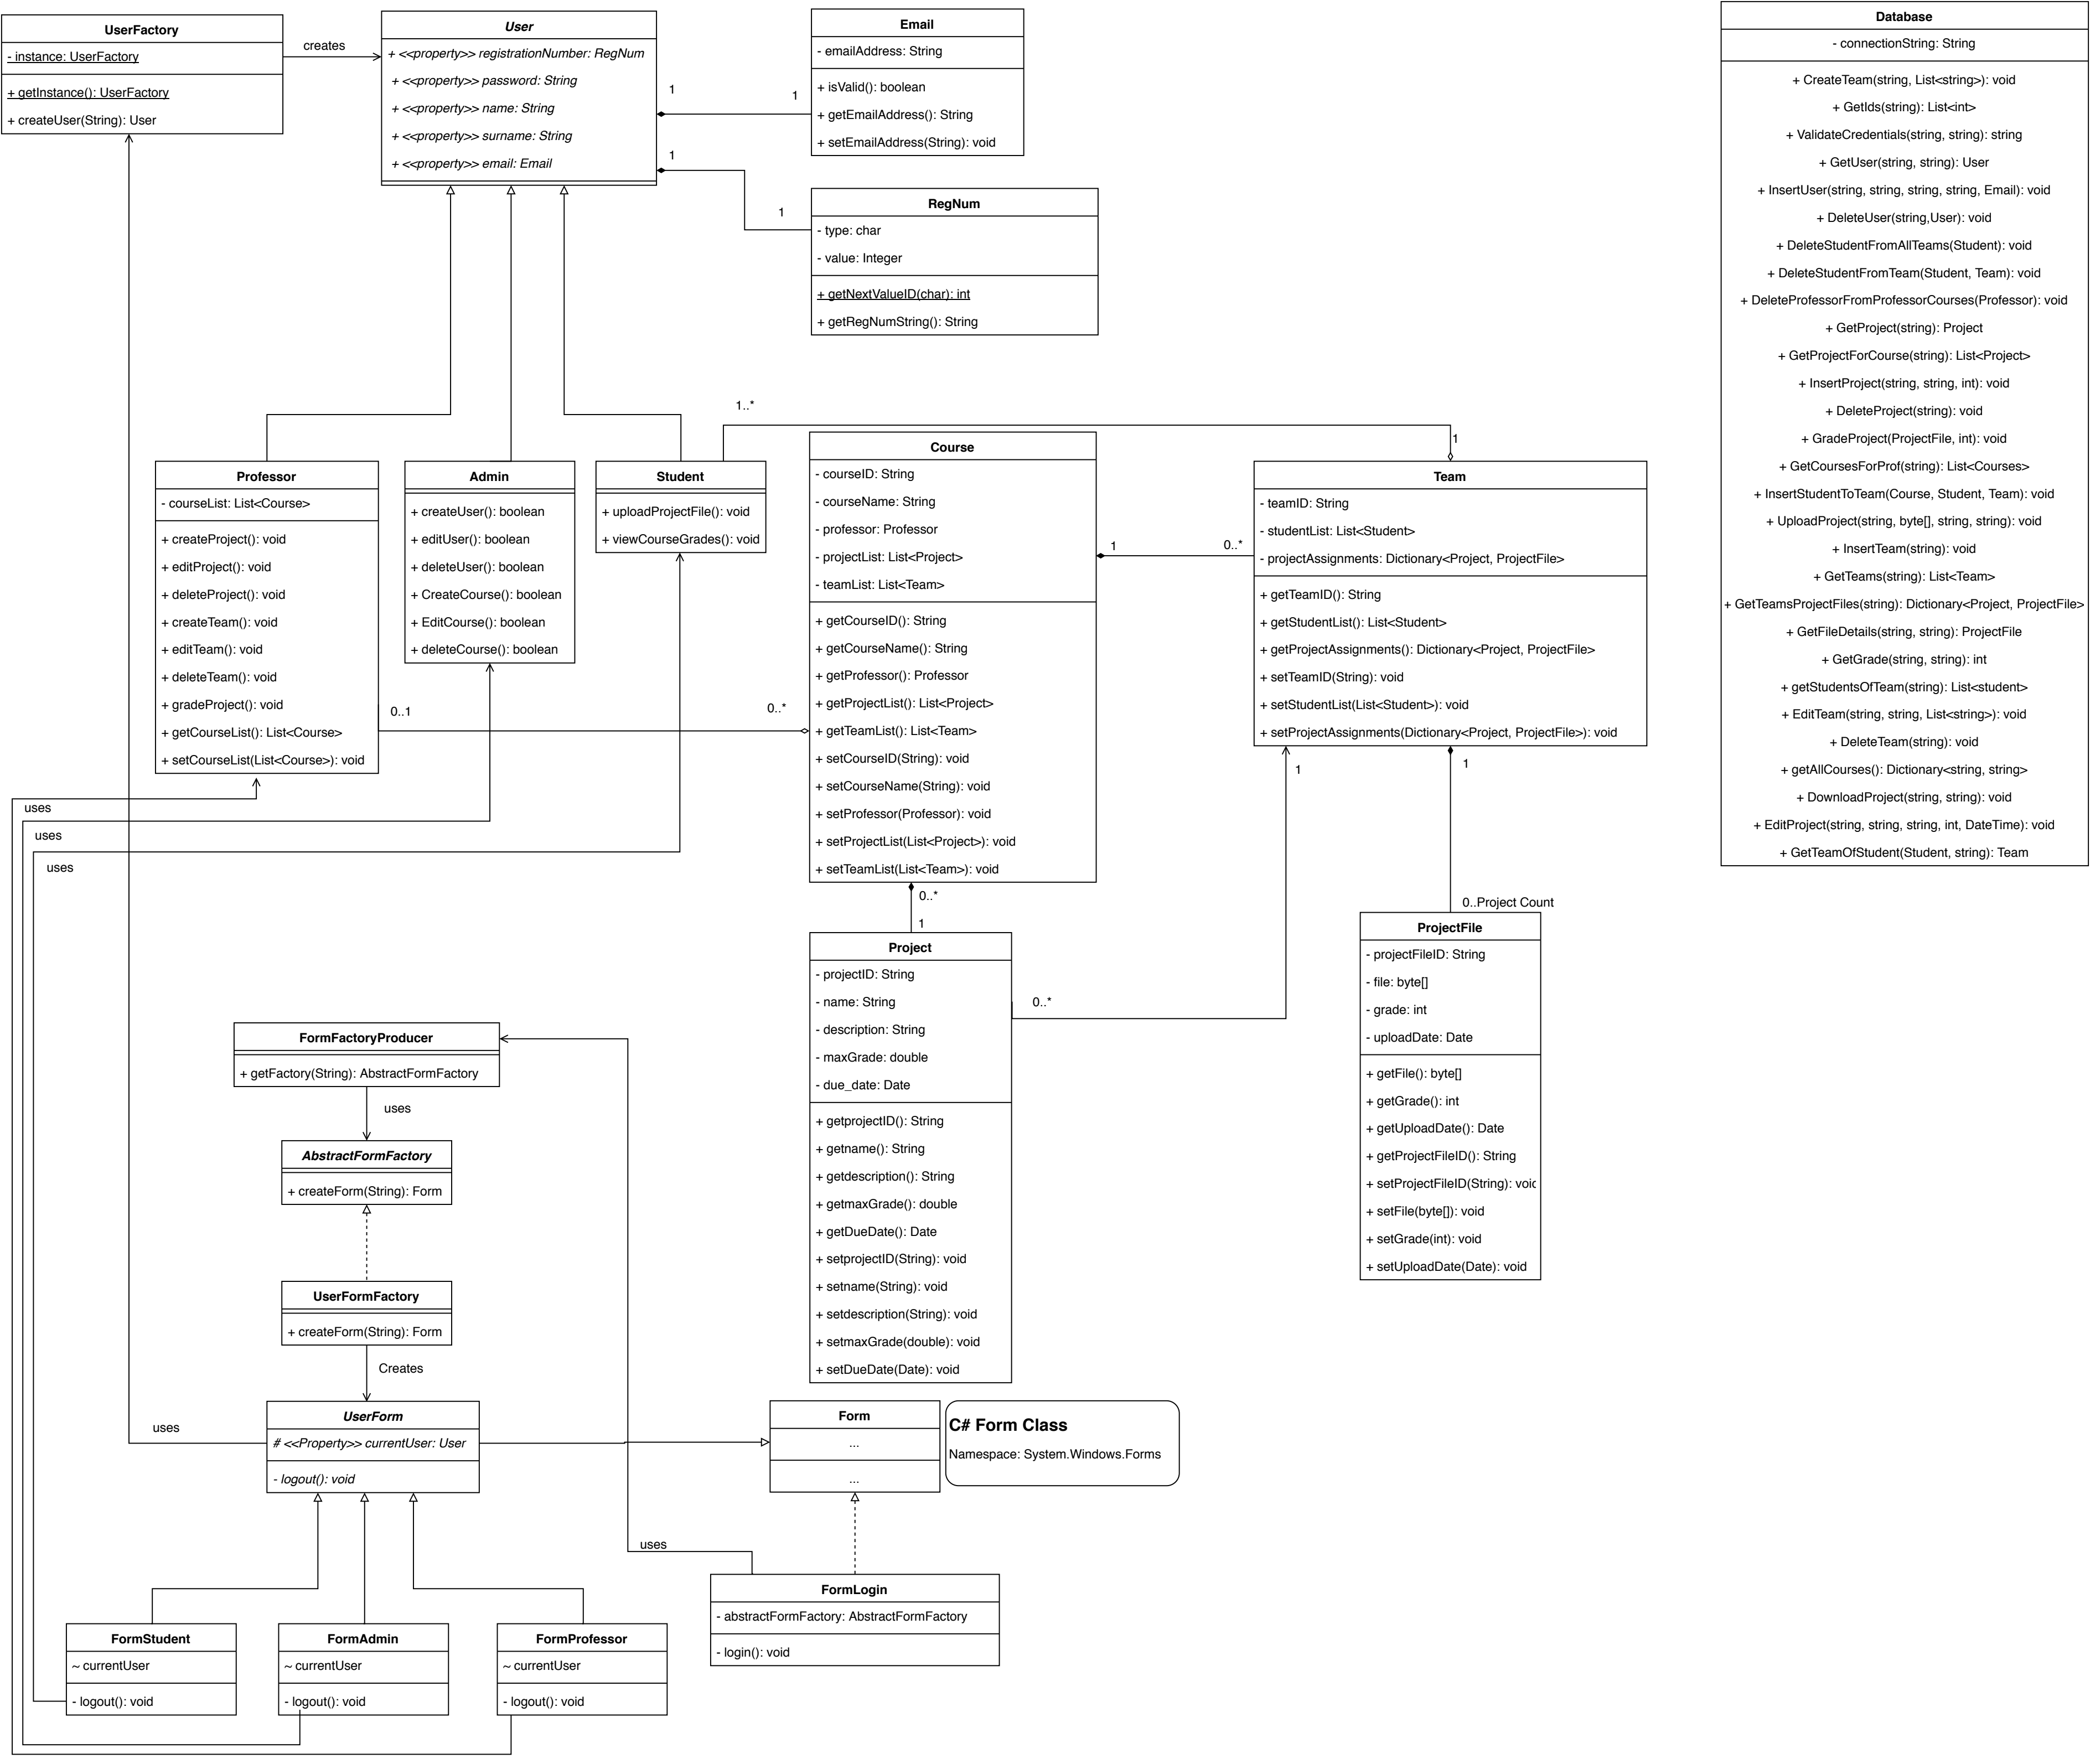 UserFactory
- instance: UserFactory
+ getInstance(): UserFactory
+ createUser(String): User
creates
User
+ <<property>> registrationNumber: RegNum
+ <<property>> password: String
+ <<property>> name: String
+ <<property>> surname: String
+ <<property>> email: Email
1
1
1
1
Email
- emailAddress: String
+ isValid(): boolean
+ getEmailAddress(): String
+ setEmailAddress(String): void
RegNum
- type: char
- value: Integer
+ getNextValueID(char): int
+ getRegNumString(): String
Database
- connectionString: String
+ CreateTeam(string, List<string>): void
+ GetIds(string): List<int>
+ ValidateCredentials(string, string): string
+ GetUser(string, string): User
+ InsertUser(string, string, string, string, Email): void
+ DeleteUser(string,User): void
+ DeleteStudentFromAllTeams(Student): void
+ DeleteStudentFromTeam(Student, Team): void
+ DeleteProfessorFromProfessorCourses(Professor): void
+ GetProject(string): Project
+ GetProjectForCourse(string): List<Project>
+ InsertProject(string, string, int): void
+ DeleteProject(string): void
+ GradeProject(ProjectFile, int): void
+ GetCoursesForProf(string): List<Courses>
+ InsertStudentToTeam(Course, Student, Team): void
+ UploadProject(string, byte[], string, string): void
+ InsertTeam(string): void
+ GetTeams(string): List<Team>
+ GetTeamsProjectFiles(string): Dictionary<Project, ProjectFile>
+ GetFileDetails(string, string): ProjectFile
+ GetGrade(string, string): int
+ getStudentsOfTeam(string): List<student>
+ EditTeam(string, string, List<string>): void
+ DeleteTeam(string): void
+ getAllCourses(): Dictionary<string, string>
+ DownloadProject(string, string): void
+ EditProject(string, string, string, int, DateTime): void
+ GetTeamOfStudent(Student, string): Team
Professor
- courseList: List<Course>
+ createProject(): void
+ editProject(): void
+ deleteProject(): void
+ createTeam(): void
+ editTeam(): void
+ deleteTeam(): void
+ gradeProject(): void
+ getCourseList(): List<Course>
+ setCourseList(List<Course>): void
Admin
+ createUser(): boolean
+ editUser(): boolean
+ deleteUser(): boolean
+ CreateCourse(): boolean
+ EditCourse(): boolean
+ deleteCourse(): boolean
Student
+ uploadProjectFile(): void
+ viewCourseGrades(): void
1..*
1
0..1
0..*
Course
- courseID: String
- courseName: String
- professor: Professor
- projectList: List<Project>
- teamList: List<Team>
+ getCourseID(): String
+ getCourseName(): String
+ getProfessor(): Professor
+ getProjectList(): List<Project>
+ getTeamList(): List<Team>
+ setCourseID(String): void
+ setCourseName(String): void
+ setProfessor(Professor): void
+ setProjectList(List<Project>): void
+ setTeamList(List<Team>): void
1
0..*
Team
- teamID: String
- studentList: List<Student>
- projectAssignments: Dictionary<Project, ProjectFile>
+ getTeamID(): String
+ getStudentList(): List<Student>
+ getProjectAssignments(): Dictionary<Project, ProjectFile>
+ setTeamID(String): void
+ setStudentList(List<Student>): void
+ setProjectAssignments(Dictionary<Project, ProjectFile>): void
1
1
uses
uses
uses
0..*
1
0..Project Count
Project
- projectID: String
- name: String
- description: String
- maxGrade: double
- due_date: Date
+ getprojectID(): String
+ getname(): String
+ getdescription(): String
+ getmaxGrade(): double
+ getDueDate(): Date
+ setprojectID(String): void
+ setname(String): void
+ setdescription(String): void
+ setmaxGrade(double): void
+ setDueDate(Date): void
0..*
ProjectFile
- projectFileID: String
- file: byte[]
- grade: int
- uploadDate: Date
+ getFile(): byte[]
+ getGrade(): int
+ getUploadDate(): Date
+ getProjectFileID(): String
+ setProjectFileID(String): voic
+ setFile(byte[]): void
+ setGrade(int): void
+ setUploadDate(Date): void
FormFactoryProducer
+ getFactory(String): AbstractFormFactory
uses
AbstractFormFactory
+ createForm(String): Form
UserFormFactory
+ createForm(String): Form
Creates
UserForm
# <<Property>> currentUser: User
- logout(): void
uses
Form
...
...
C# Form Class
Namespace: System.Windows.Forms
uses
FormLogin
- abstractFormFactory: AbstractFormFactory
- login(): void
FormStudent
~ currentUser
- logout(): void
FormAdmin
~ currentUser
- logout(): void
FormProfessor
~ currentUser
- logout(): void